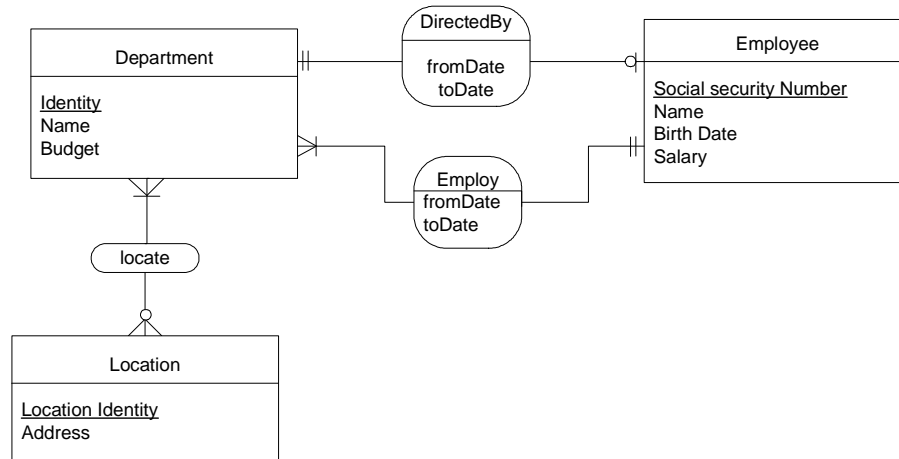 Department
Identity
Name
Budget
DirectedBy
fromDate
toDate
Employee
Social security Number
Name
Birth Date
Salary
Employ
fromDate
toDate
locate
Location
Location Identity
Address